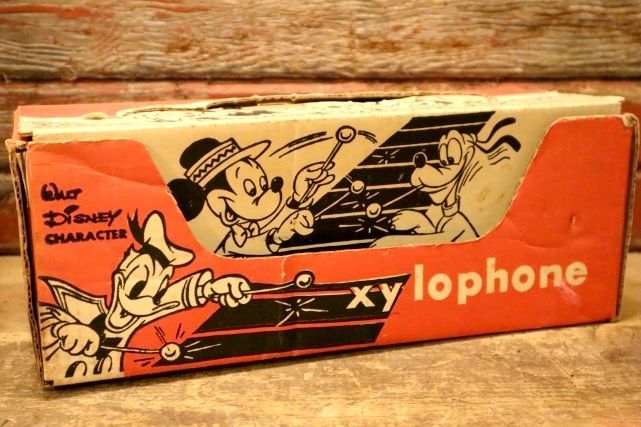 Walt
Disney
CHARACTER
xylophone